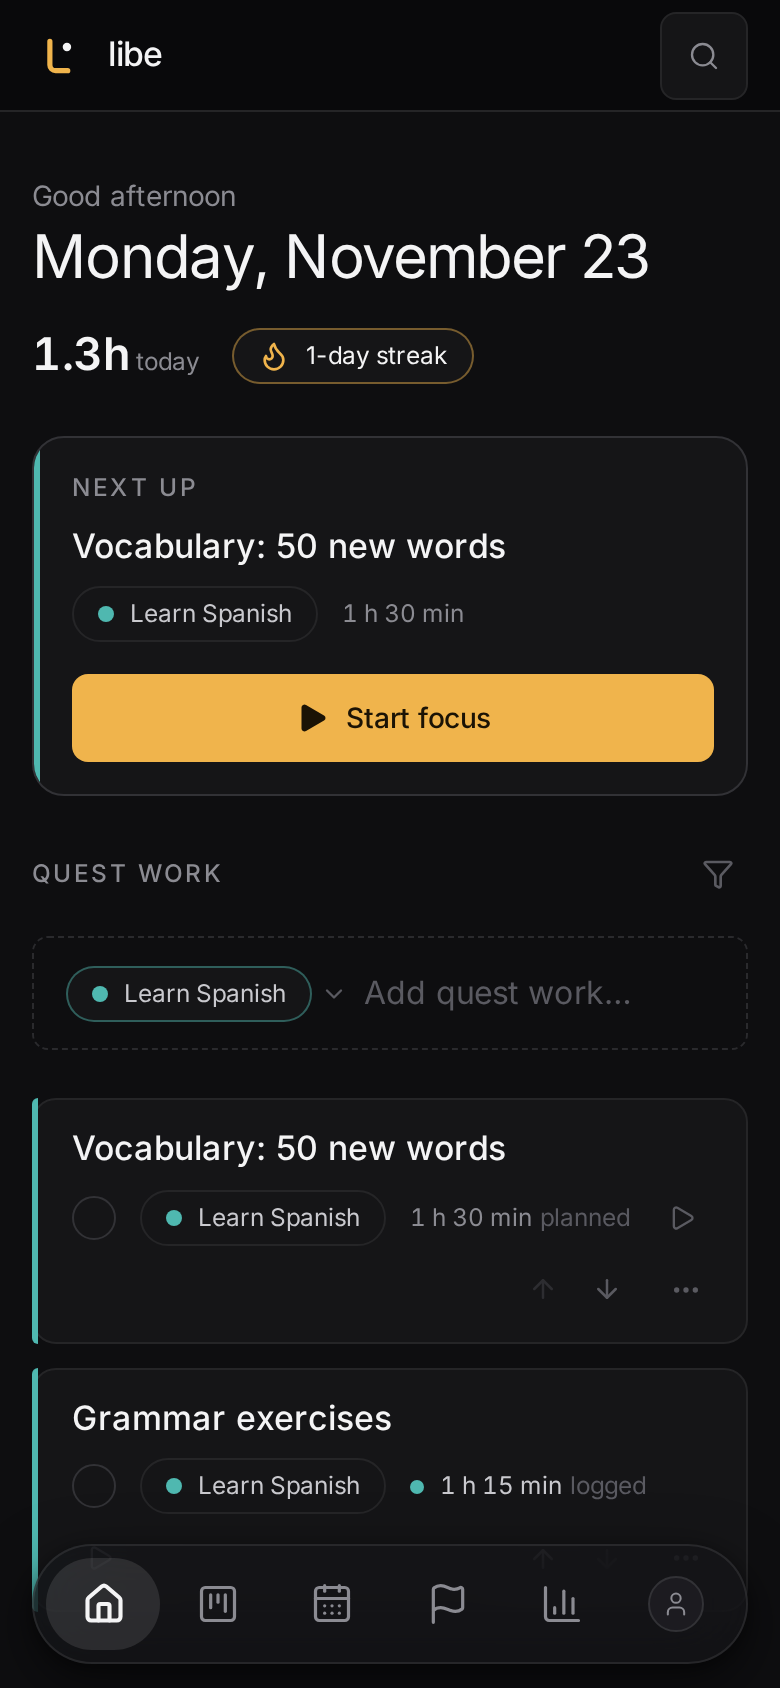 libe
Good afternoon
Monday, November 23
1.3h today
1-day streak
NEXT UP
Vocabulary: 50 new words
Learn Spanish
1 h 30 min
Start focus
QUEST WORK
Learn Spanish
Add quest work...
Vocabulary: 50 new words
Learn Spanish
1 h 30 min planned
Grammar exercises
Learn Spanish
1 h 15 min logged